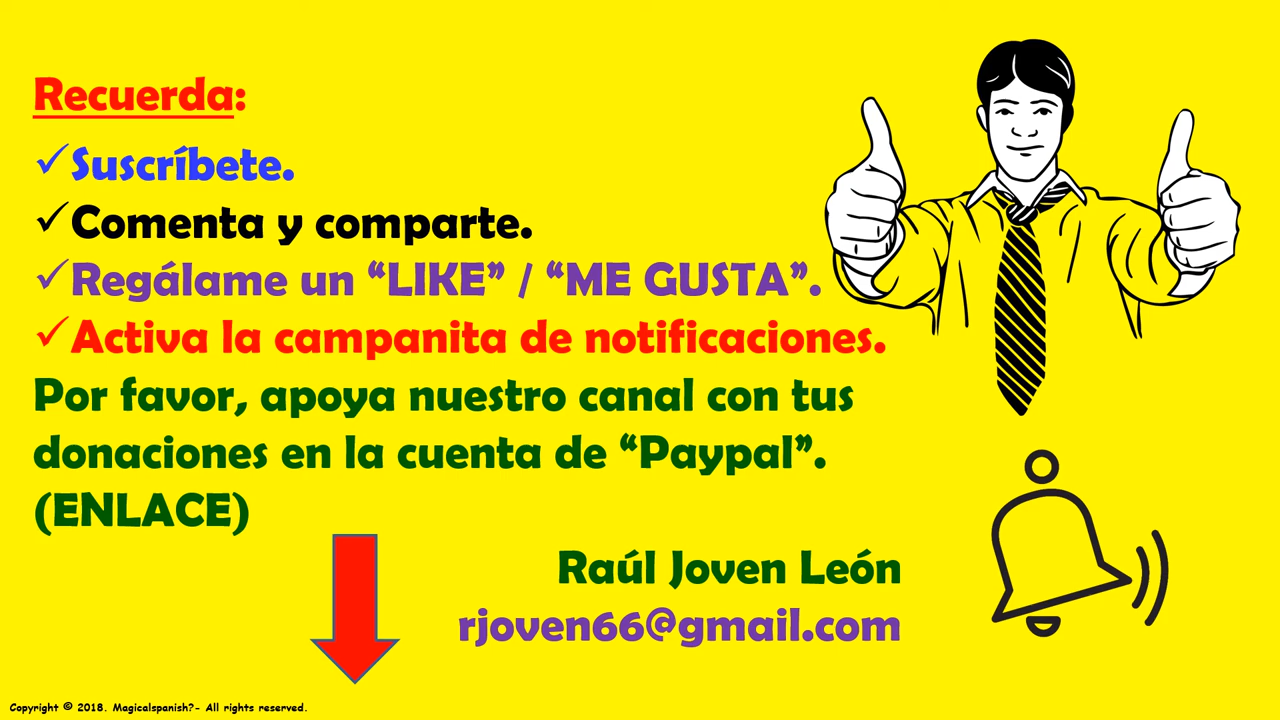 Recuerda:
✓Suscríbete.
✓Comenta y comparte.
✓Regálame un “LIKE” / “ME GUSTA”.
✓Activa la campanita de notificaciones.
Por favor, apoya nuestro canal con tus
donaciones en la cuenta de “Paypal”.
(ENLACE)
Raúl Joven León
rjoven66@gmail.com
Copyright © 2018. Magicalspanish?- All rights reserved.